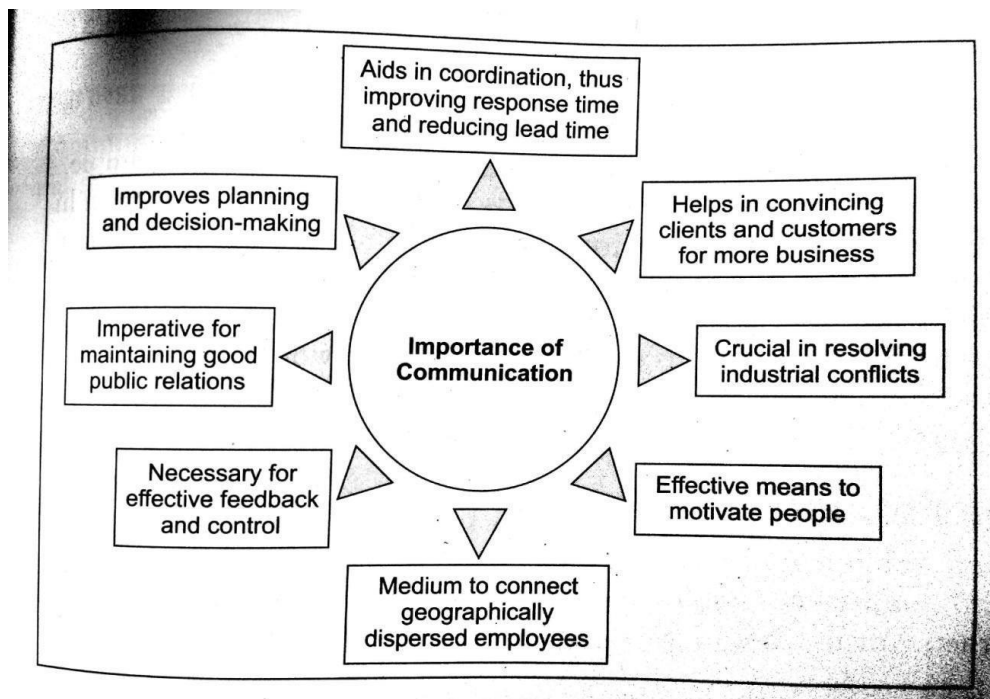 Aids in coordination, thus
improving response time
and reducing lead time
Improves planning
and decision-making
Helps in convincing
clients and customers
for more business
Imperative for
maintaining good
public relations
Importance of
Communication
Crucial in resolving
industrial conflicts
Necessary for
effective feedback
and control
Effective means to
motivate people
Medium to connect
geographically
dispersed employees